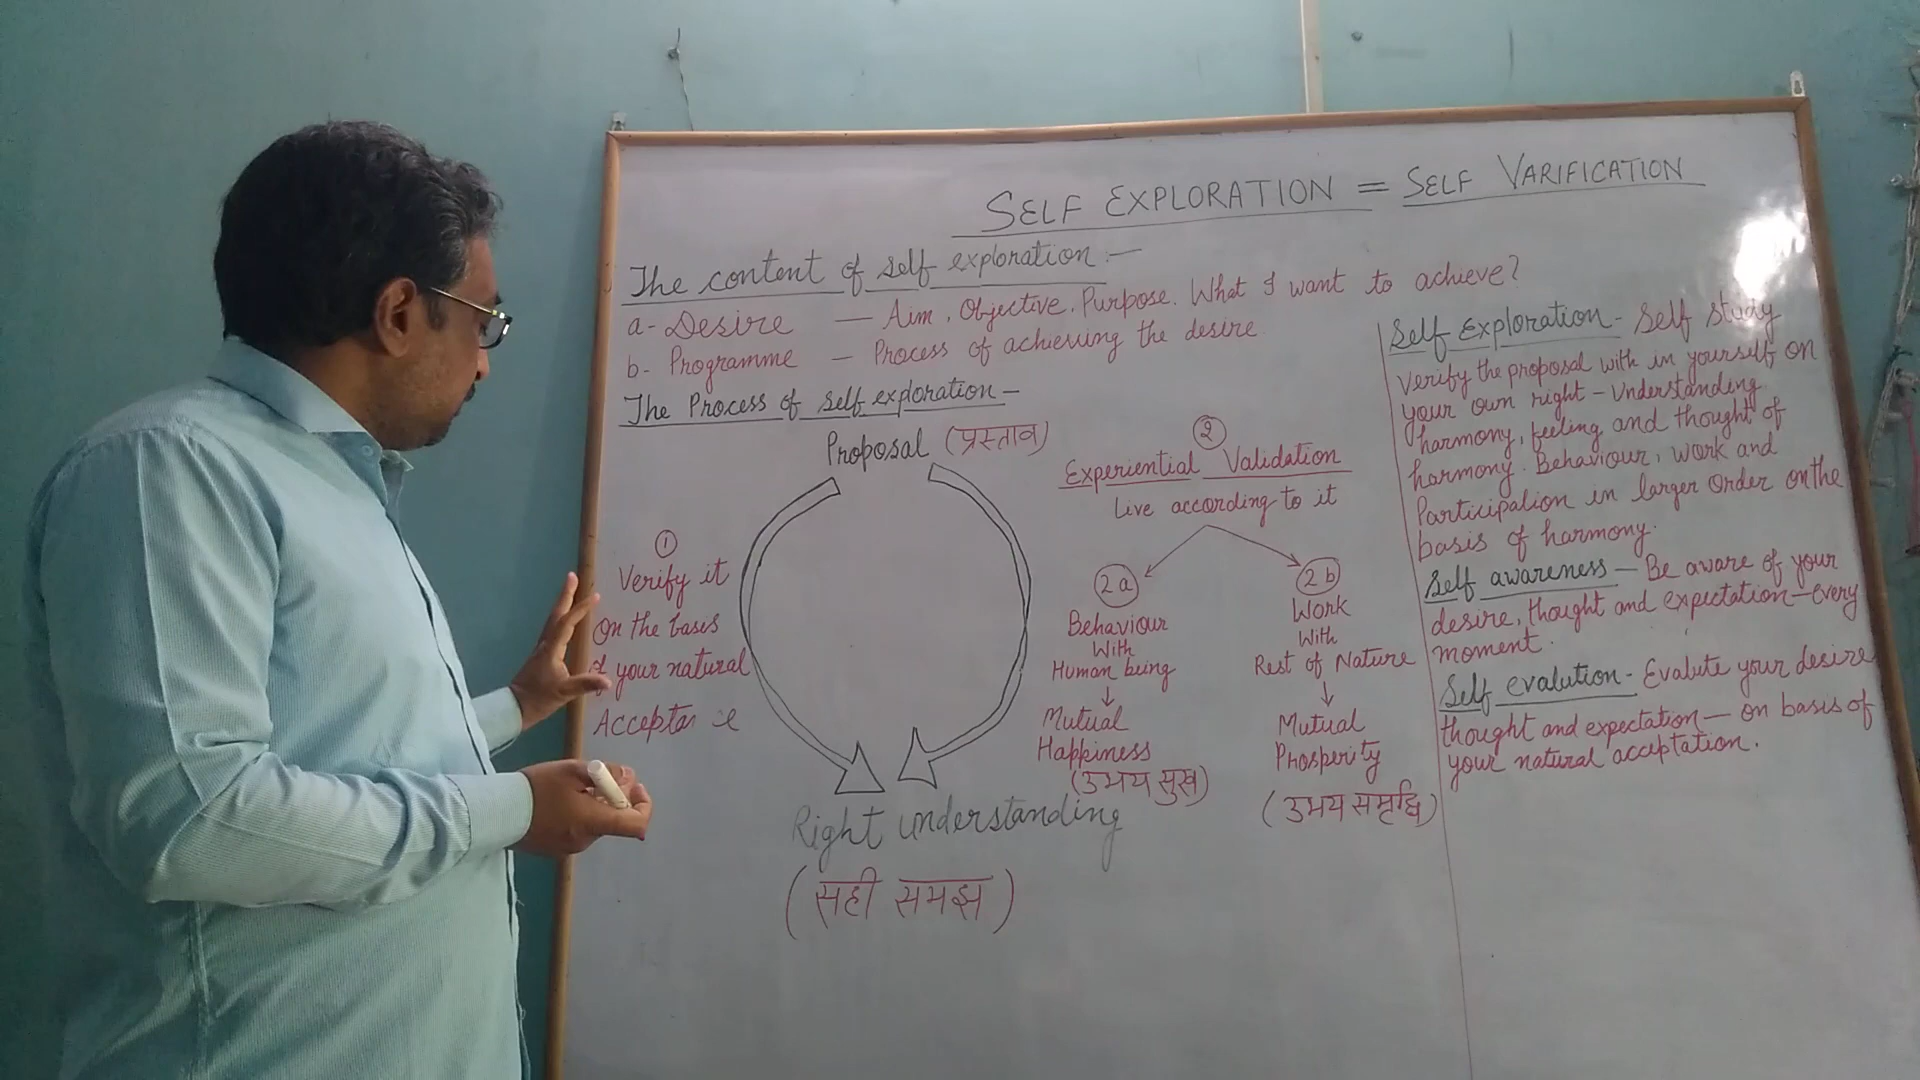 SELF EXPLORATION = SELF VARIFICATION
The content of self exploration :-
a- Desire — Aim, Objective, Purpose. What I want to achieve?
b- Programme — Process of achieving the desire
The Process of self exploration -
Proposal (प्रस्ताव)
1
Verify it
On the bases
of your natural
Acceptance
2
Experiential Validation
Live according to it
2a
Behaviour
With
Human being
↓
Mutual
Happiness
(उभय सुख)
2b
Work
With
Rest of Nature
↓
Mutual
Prosperity
(उभय समृद्धि)
Right understanding
(सही समझ)
Self Exploration - Self study
Verify the proposal with in yourself, on
your own right - Understanding
harmony, feeling and thought of
harmony. Behaviour, work and
Participation in larger order on the
basis of harmony.
Self awareness - Be aware of your
desire, thought and expectation - every
moment.
Self evalution - Evalute your desire
thought and expectation — on basis of
your natural acceptation.